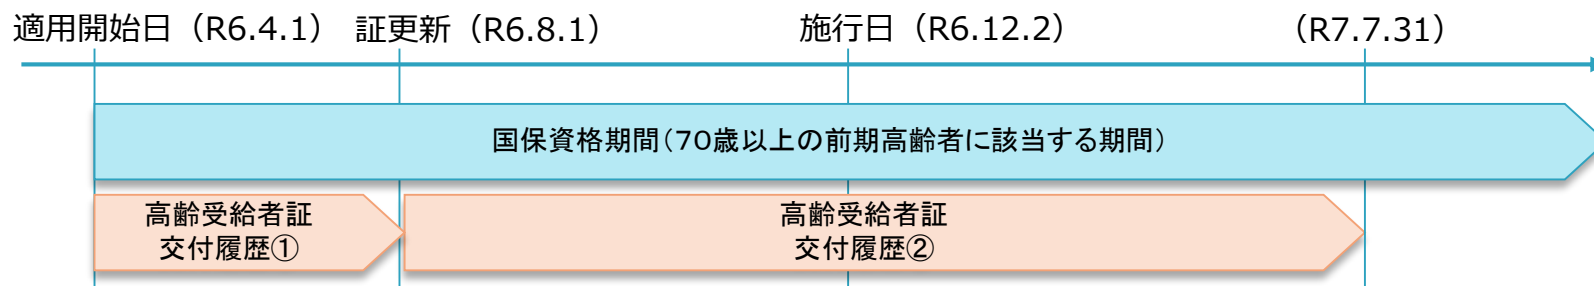 適用開始日（R6.4.1） 証更新（R6.8.1） 施行日（R6.12.2） （R7.7.31）
国保資格期間（70歳以上の前期高齢者に該当する期間）
高齢受給者証
交付履歴①
高齢受給者証
交付履歴②